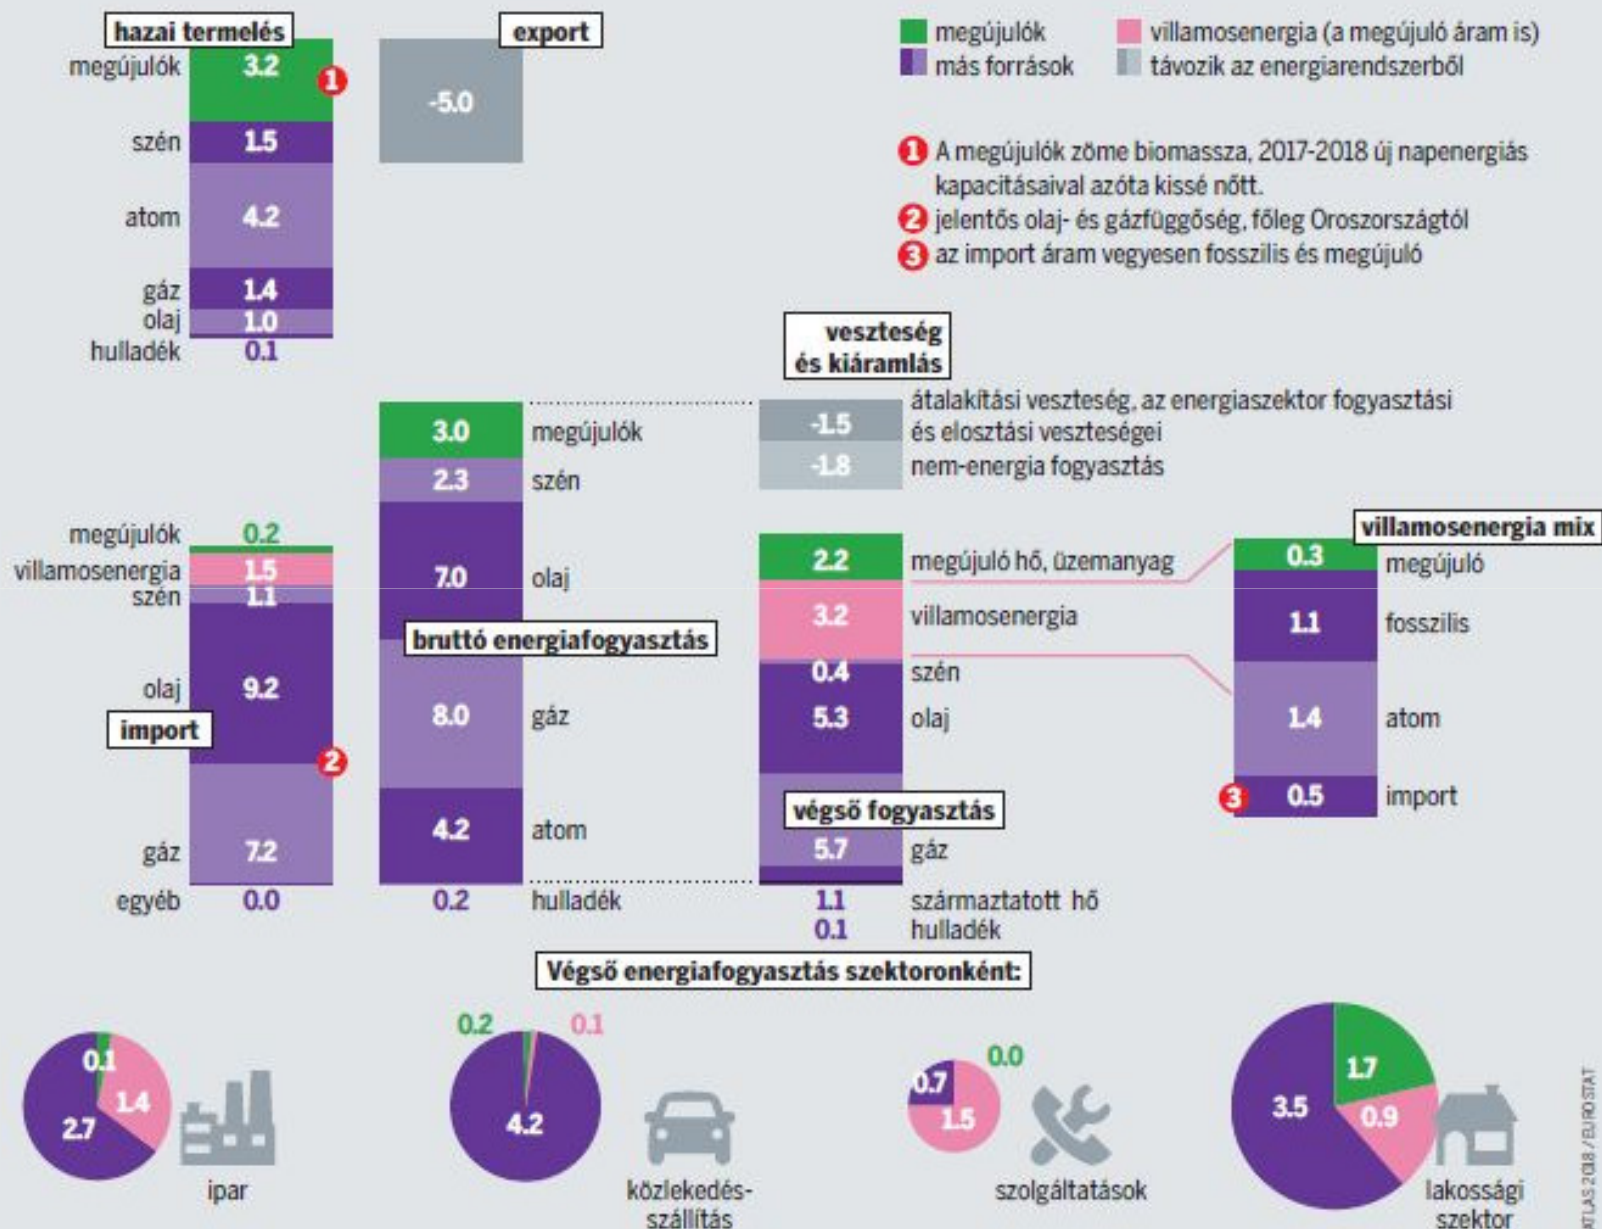 hazai termelés
megújulók 3.2 1
szén 1.5
atom 4.2
gáz 1.4
olaj 1.0
hulladék 0.1
export
-5.0
megújulók
más források
villamosenergia (a megújuló áram is)
távozik az energiarendszerből
1 A megújulók zöme biomassza, 2017-2018 új napenergiás
kapacitásaival azóta kissé nőtt.
2 jelentős olaj- és gázfüggőség, főleg Oroszországtól
3 az import áram vegyesen fosszilis és megújuló
megújulók 0.2
villamosenergia 1.5
szén 1.1
olaj 9.2
import
2
gáz 7.2
egyéb 0.0
3.0 megújulók
2.3 szén
7.0 olaj
bruttó energiafogyasztás
8.0 gáz
4.2 atom
0.2 hulladék
veszteség
és kiáramlás
-1.5 átalakítási veszteség, az energiaszektor fogyasztási
és elosztási veszteségei
-1.8 nem-energia fogyasztás
2.2 megújuló hő, üzemanyag
3.2 villamosenergia
0.4 szén
5.3 olaj
végső fogyasztás
5.7 gáz
1.1 származtatott hő
0.1 hulladék
villamosenergia mix
0.3 megújuló
1.1 fosszilis
1.4 atom
3 0.5 import
Végső energiafogyasztás szektoronként:
0.1
1.4
2.7
ipar
0.2 0.1
4.2
közlekedés-
szállítás
0.0
0.7
1.5
szolgáltatások
1.7
3.5 0.9
lakossági
szektor
ATLAS 2018 / EUROSTAT